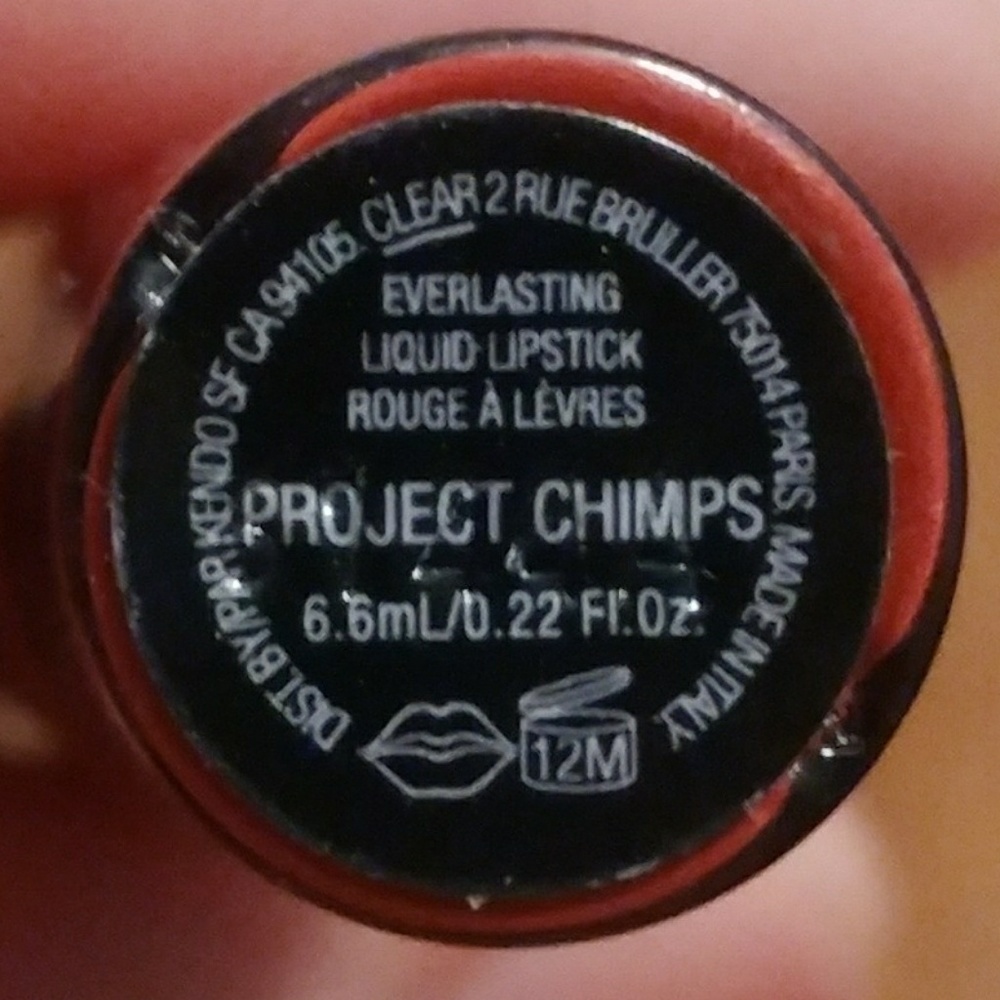 DIST. BY/PAR KENDO SF CA 94105. CLEAR 2 RUE BRULLER 75014 PARIS MADE IN ITALY
EVERLASTING
LIQUID LIPSTICK
ROUGE À LÈVRES
PROJECT CHIMPS
6.6mL/0.22 Fl.Oz.
12M